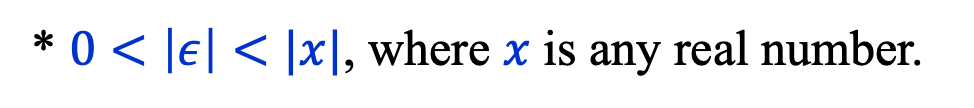 * 0 < |ϵ| < |x|, where x is any real number.